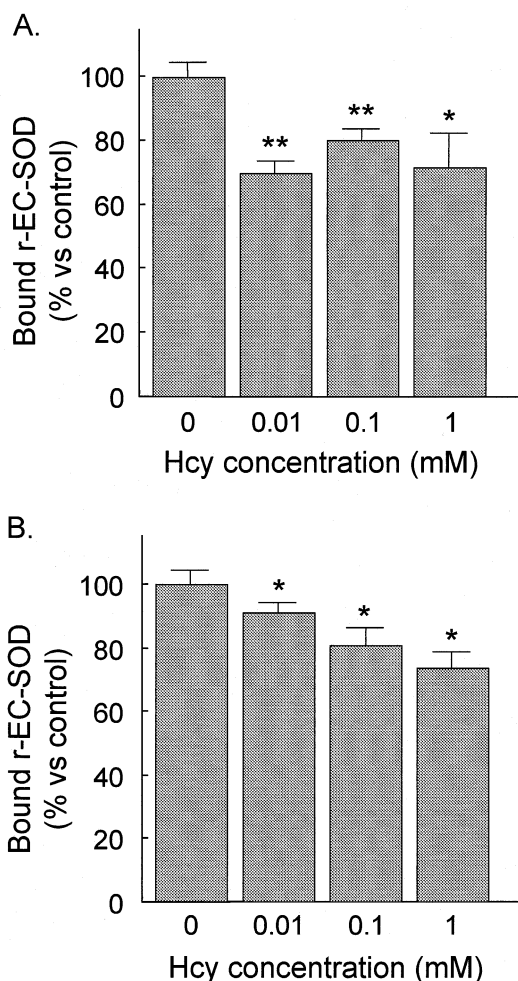 A.
Bound r-EC-SOD
(% vs control)
100
80
60
40
20
0
** ** *
0 0.01 0.1 1
Hcy concentration (mM)
B.
Bound r-EC-SOD
(% vs control)
100
80
60
40
20
0
* * *
0 0.01 0.1 1
Hcy concentration (mM)